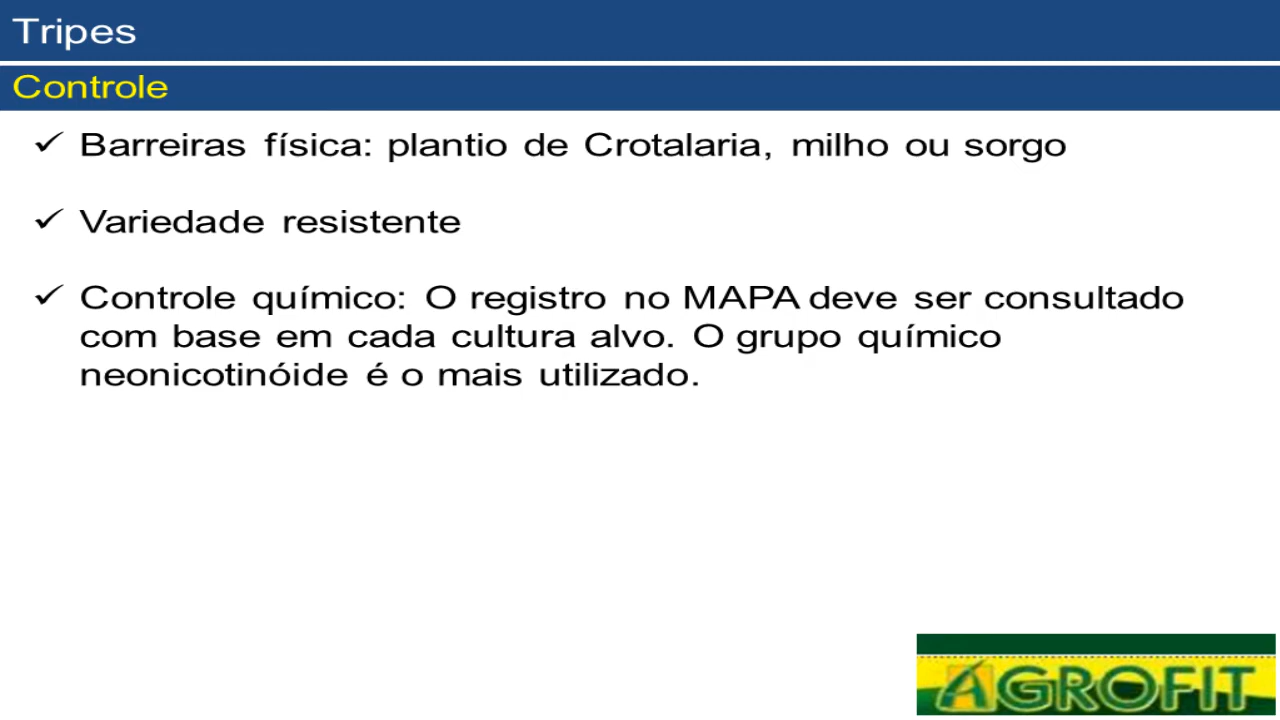 Tripes
Controle
✓ Barreiras física: plantio de Crotalaria, milho ou sorgo
✓ Variedade resistente
✓ Controle químico: O registro no MAPA deve ser consultado
com base em cada cultura alvo. O grupo químico
neonicotinóide é o mais utilizado.
AGROFIT